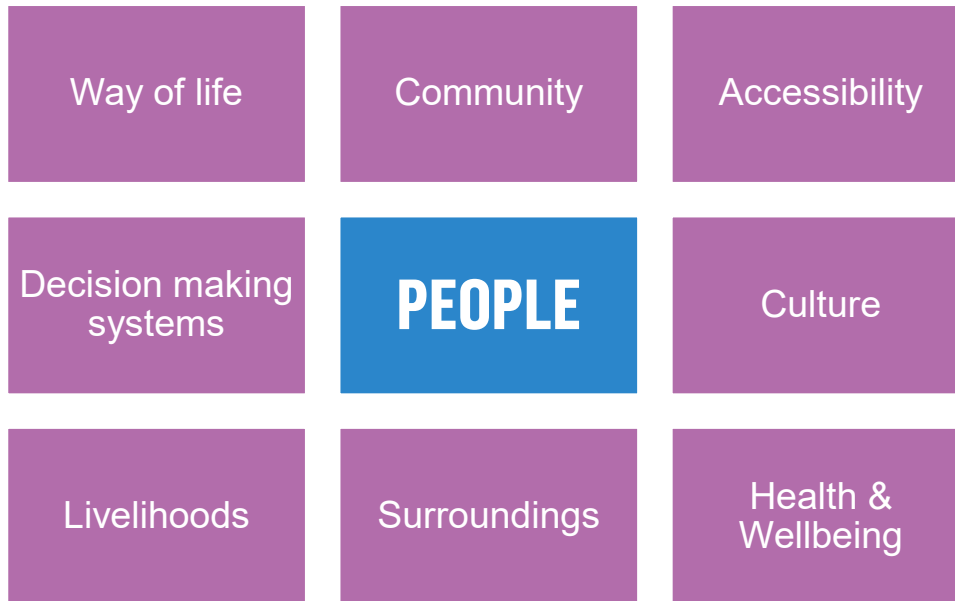 Way of life
Community
Accessibility
Decision making
systems
PEOPLE
Culture
Livelihoods
Surroundings
Health &
Wellbeing